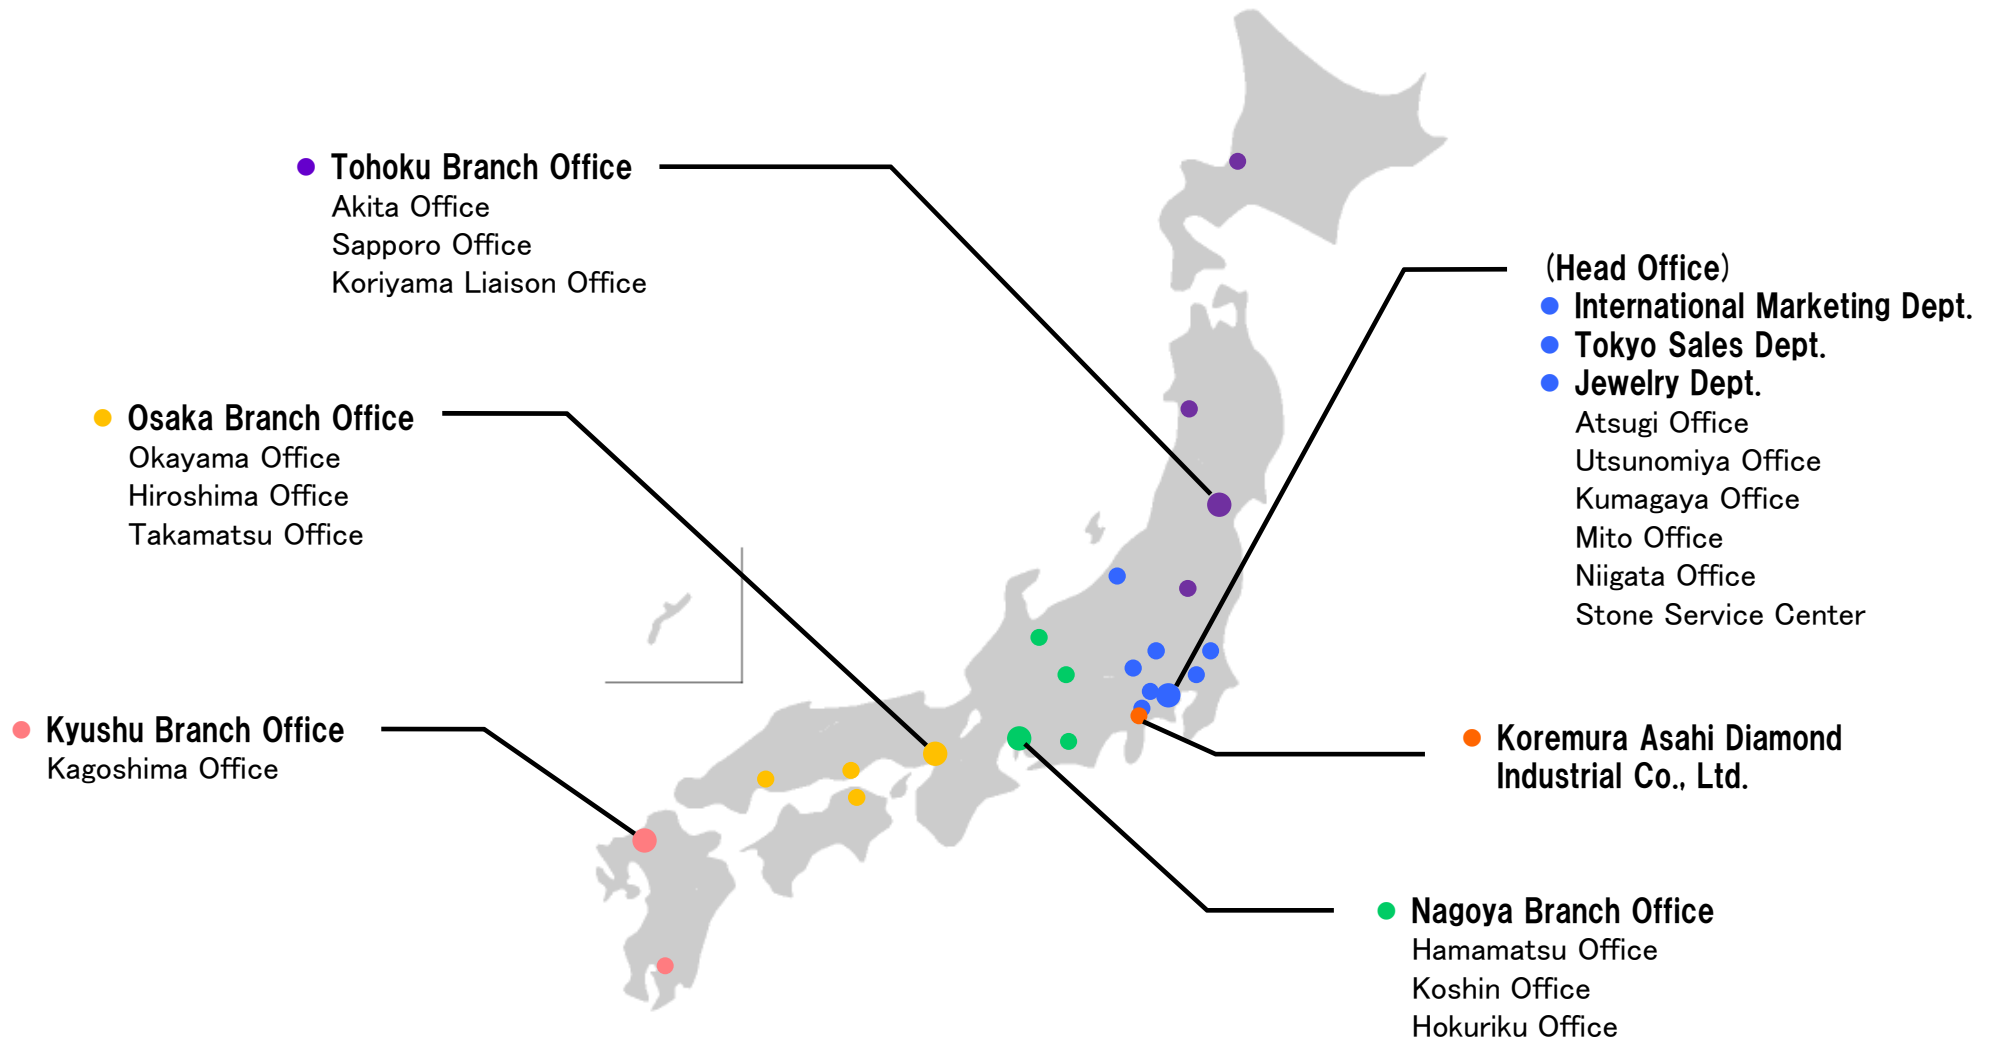 Tohoku Branch Office
Akita Office
Sapporo Office
Koriyama Liaison Office
(Head Office)
International Marketing Dept.
Tokyo Sales Dept.
Jewelry Dept.
Atsugi Office
Utsunomiya Office
Kumagaya Office
Mito Office
Niigata Office
Stone Service Center
Osaka Branch Office
Okayama Office
Hiroshima Office
Takamatsu Office
Kyushu Branch Office
Kagoshima Office
Koremura Asahi Diamond
Industrial Co., Ltd.
Nagoya Branch Office
Hamamatsu Office
Koshin Office
Hokuriku Office